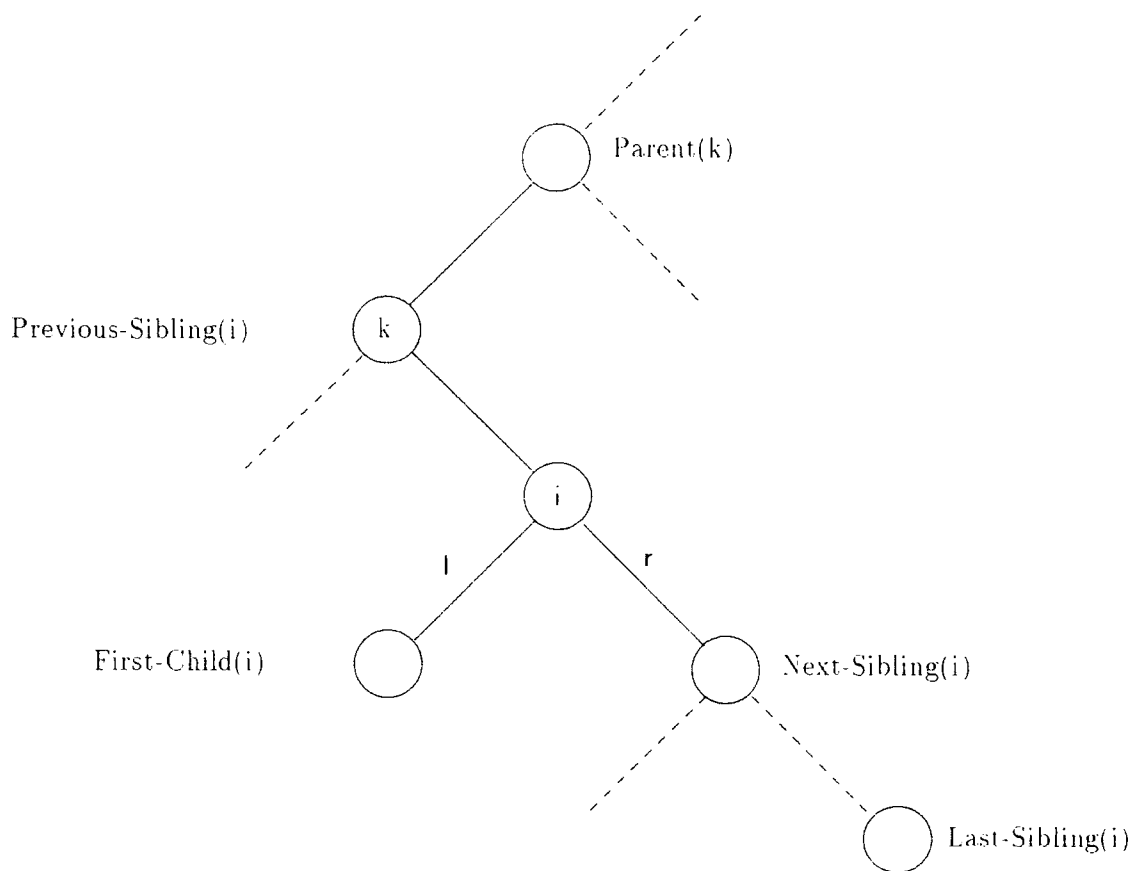 Parent(k)
Previous-Sibling(i)
k
i
l
r
First-Child(i)
Next-Sibling(i)
Last-Sibling(i)